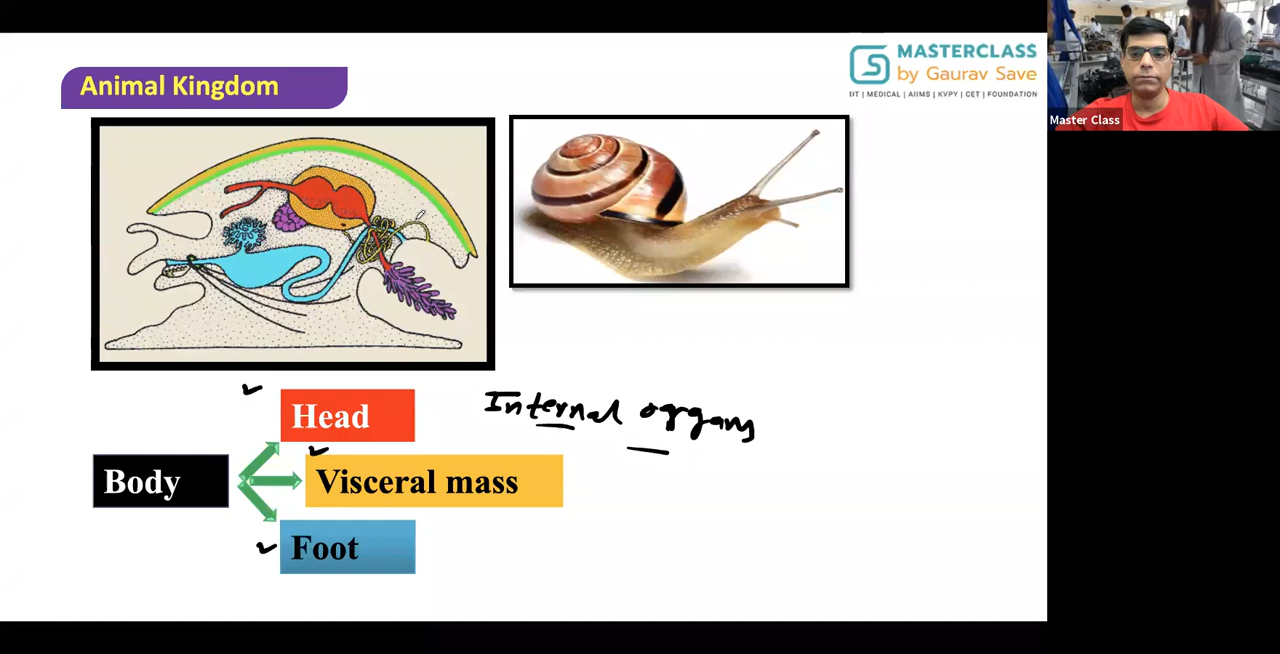 MASTERCLASS
by Gaurav Save
IIT | MEDICAL | AIIMS | KVPY | CET | FOUNDATION
Master Class
Animal Kingdom
Head
Internal organs
Body
Visceral mass
Foot